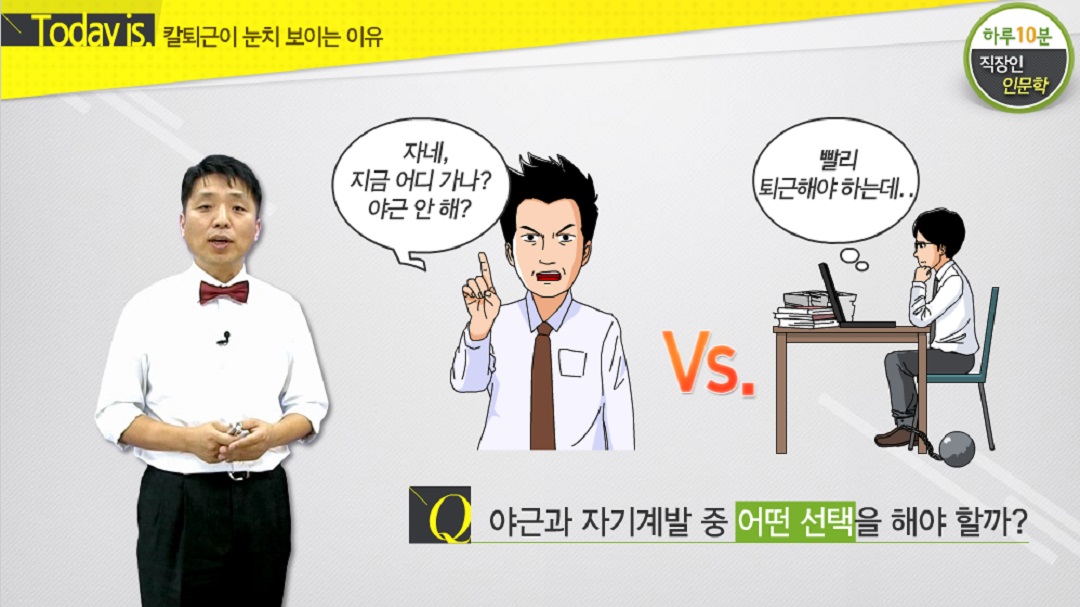 Today is. 칼퇴근이 눈치 보이는 이유
하루10분
직장인
인문학
자네,
지금 어디 가나?
야근 안 해?
빨리
퇴근해야 하는데..
Vs.
Q 야근과 자기계발 중 어떤 선택을 해야 할까?